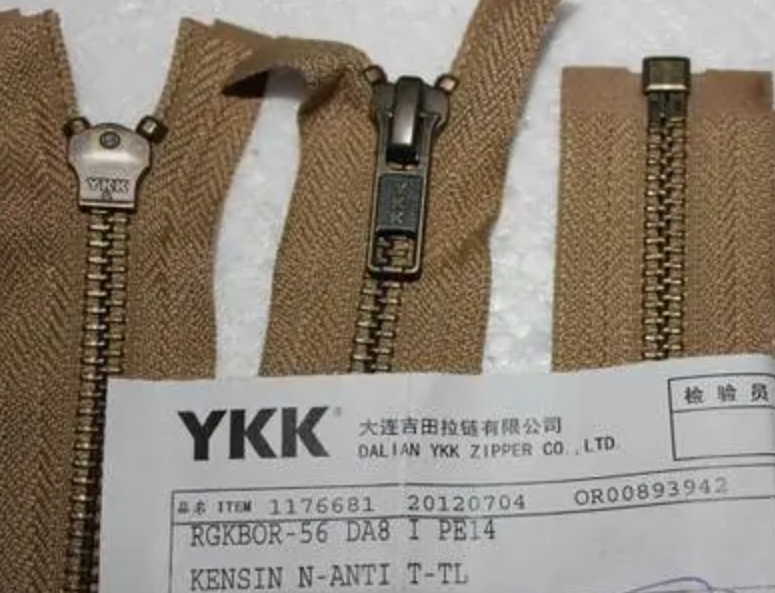 YKK
YKK
YKK® 大连吉田拉链有限公司
DALIAN YKK ZIPPER CO.,LTD.
检验员
品名 ITEM 1176681 20120704 OR00893942
RGKBOR-56 DA8 I PE14
KENSIN N-ANTI T-TL